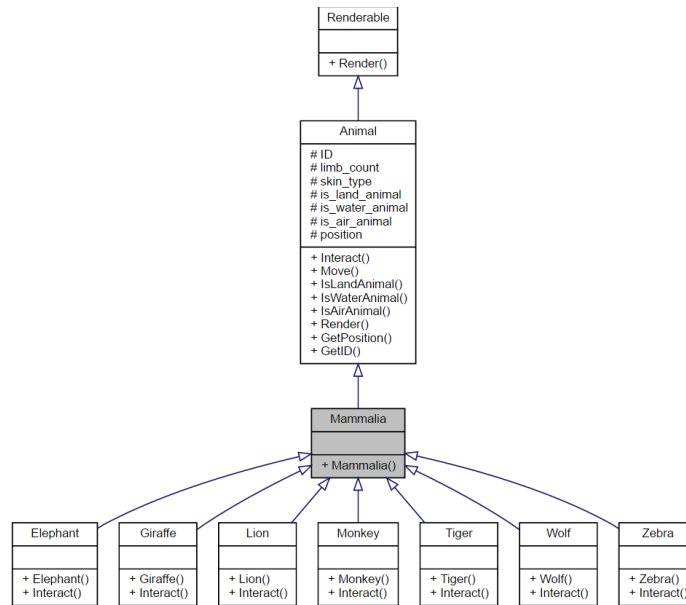 Renderable
+ Render()
Animal
# ID
# limb_count
# skin_type
# is_land_animal
# is_water_animal
# is_air_animal
# position
+ Interact()
+ Move()
+ IsLandAnimal()
+ IsWaterAnimal()
+ IsAirAnimal()
+ Render()
+ GetPosition()
+ GetID()
Mammalia
+ Mammalia()
Elephant
+ Elephant()
+ Interact()
Giraffe
+ Giraffe()
+ Interact()
Lion
+ Lion()
+ Interact()
Monkey
+ Monkey()
+ Interact()
Tiger
+ Tiger()
+ Interact()
Wolf
+ Wolf()
+ Interact()
Zebra
+ Zebra()
+ Interact()